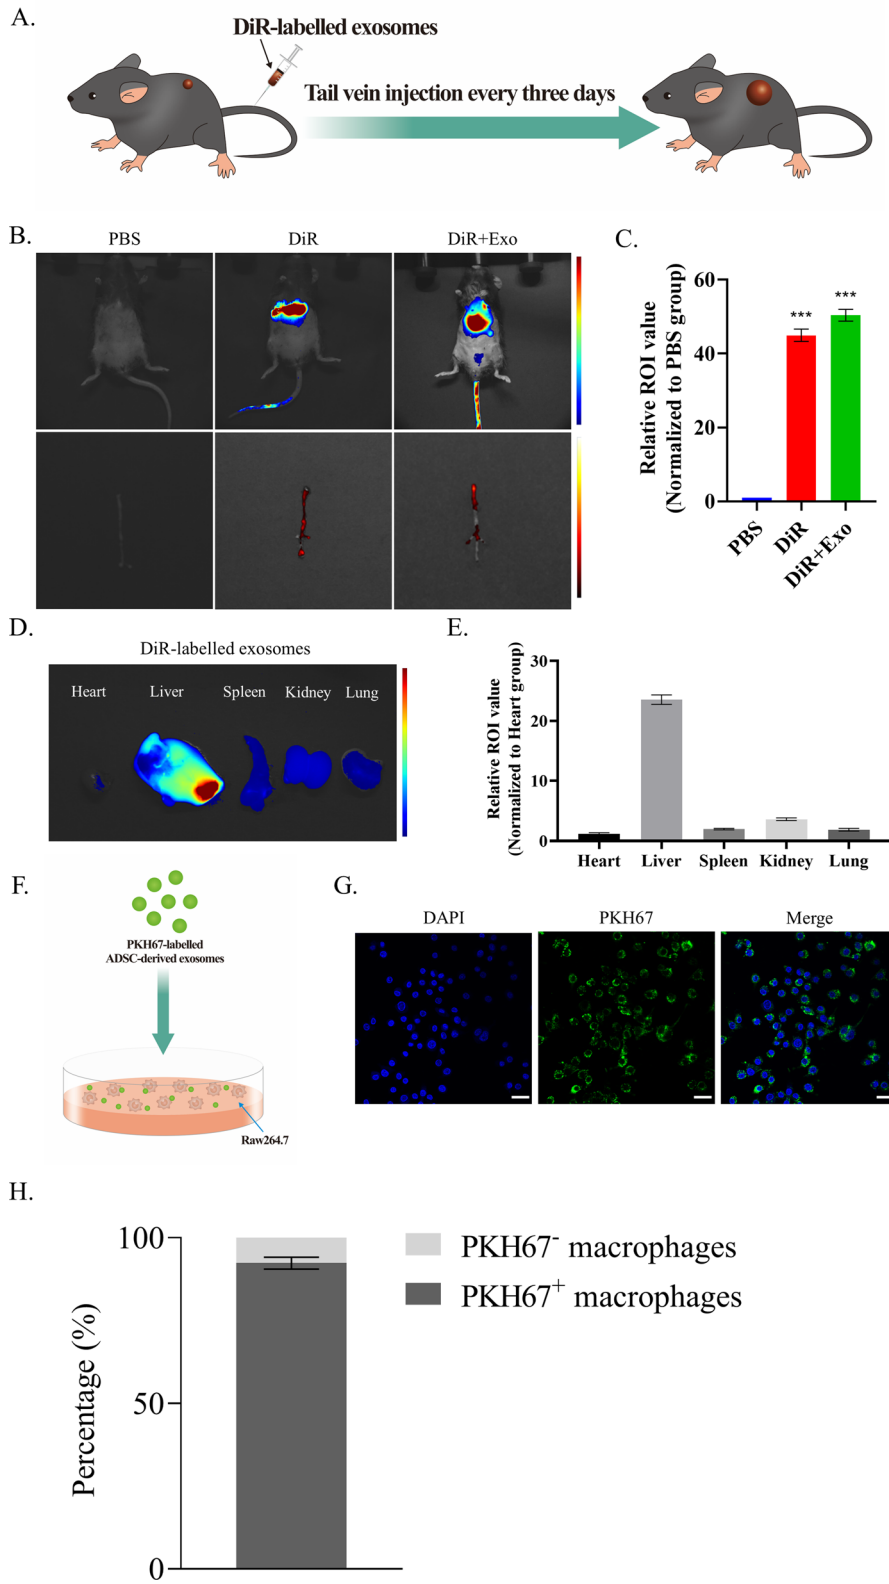 A.
DiR-labelled exosomes
Tail vein injection every three days
B.
PBS
DiR
DiR+Exo
C.
Relative ROI value
(Normalized to PBS group)
60
40
20
0
***
***
PBS
DiR
DiR+Exo
D.
DiR-labelled exosomes
Heart
Liver
Spleen
Kidney
Lung
E.
Relative ROI value
(Normalized to Heart group)
30
20
10
0
Heart
Liver
Spleen
Kidney
Lung
F.
PKH67-labelled
ADSC-derived exosomes
Raw264.7
G.
DAPI
PKH67
Merge
H.
Percentage (%)
100
50
0
PKH67⁻ macrophages
PKH67⁺ macrophages